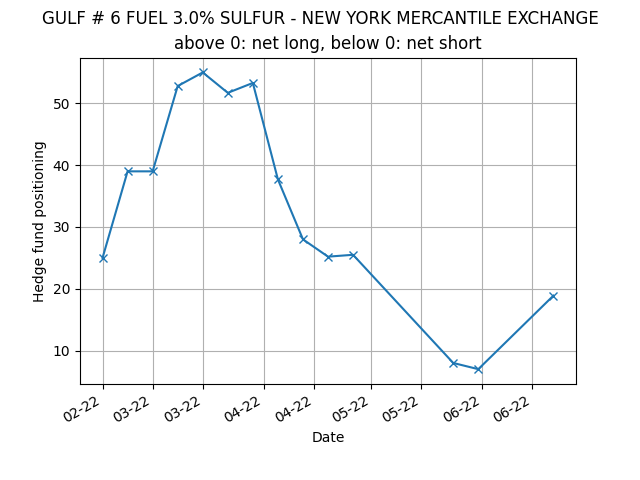 GULF # 6 FUEL 3.0% SULFUR - NEW YORK MERCANTILE EXCHANGE
above 0: net long, below 0: net short
Hedge fund positioning
50
40
30
20
10
02-22 03-22 03-22 04-22 04-22 05-22 05-22 06-22 06-22
Date